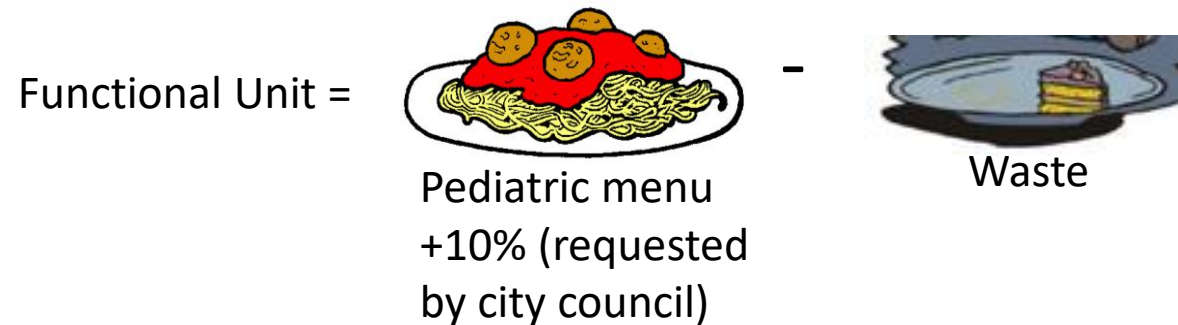 Functional Unit =
-
Pediatric menu
+10% (requested
by city council)
Waste